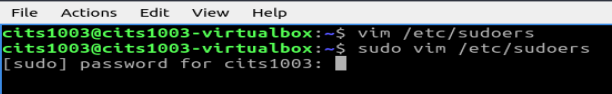 File Actions Edit View Help
cits1003@cits1003-virtualbox:~$ vim /etc/sudoers
cits1003@cits1003-virtualbox:~$ sudo vim /etc/sudoers
[sudo] password for cits1003: